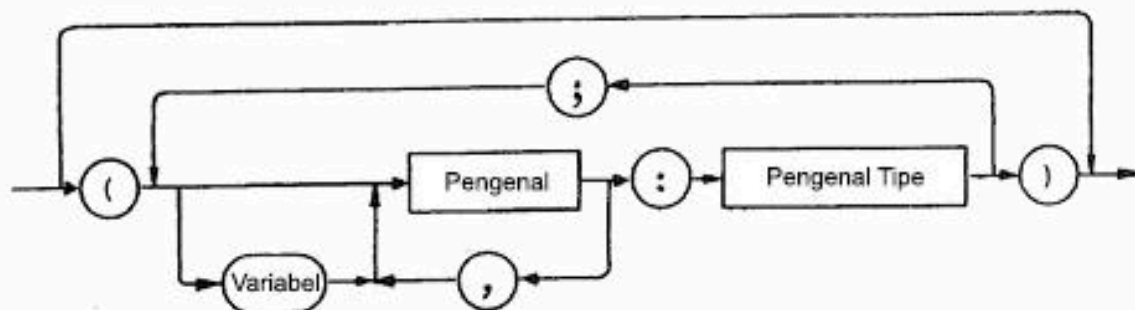 ;
( Pengenal : Pengenal Tipe )
Variabel ,